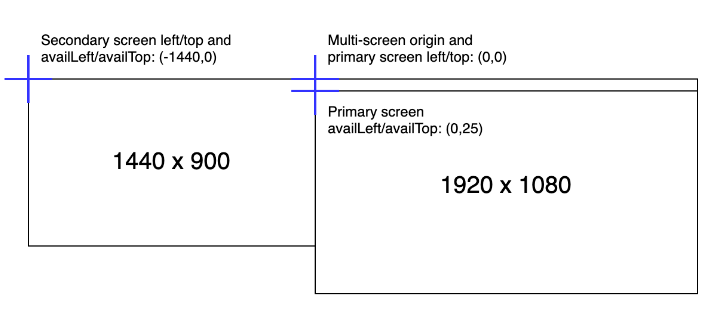 Secondary screen left/top and
availLeft/availTop: (-1440,0)
Multi-screen origin and
primary screen left/top: (0,0)
Primary screen
availLeft/availTop: (0,25)
1440 x 900
1920 x 1080